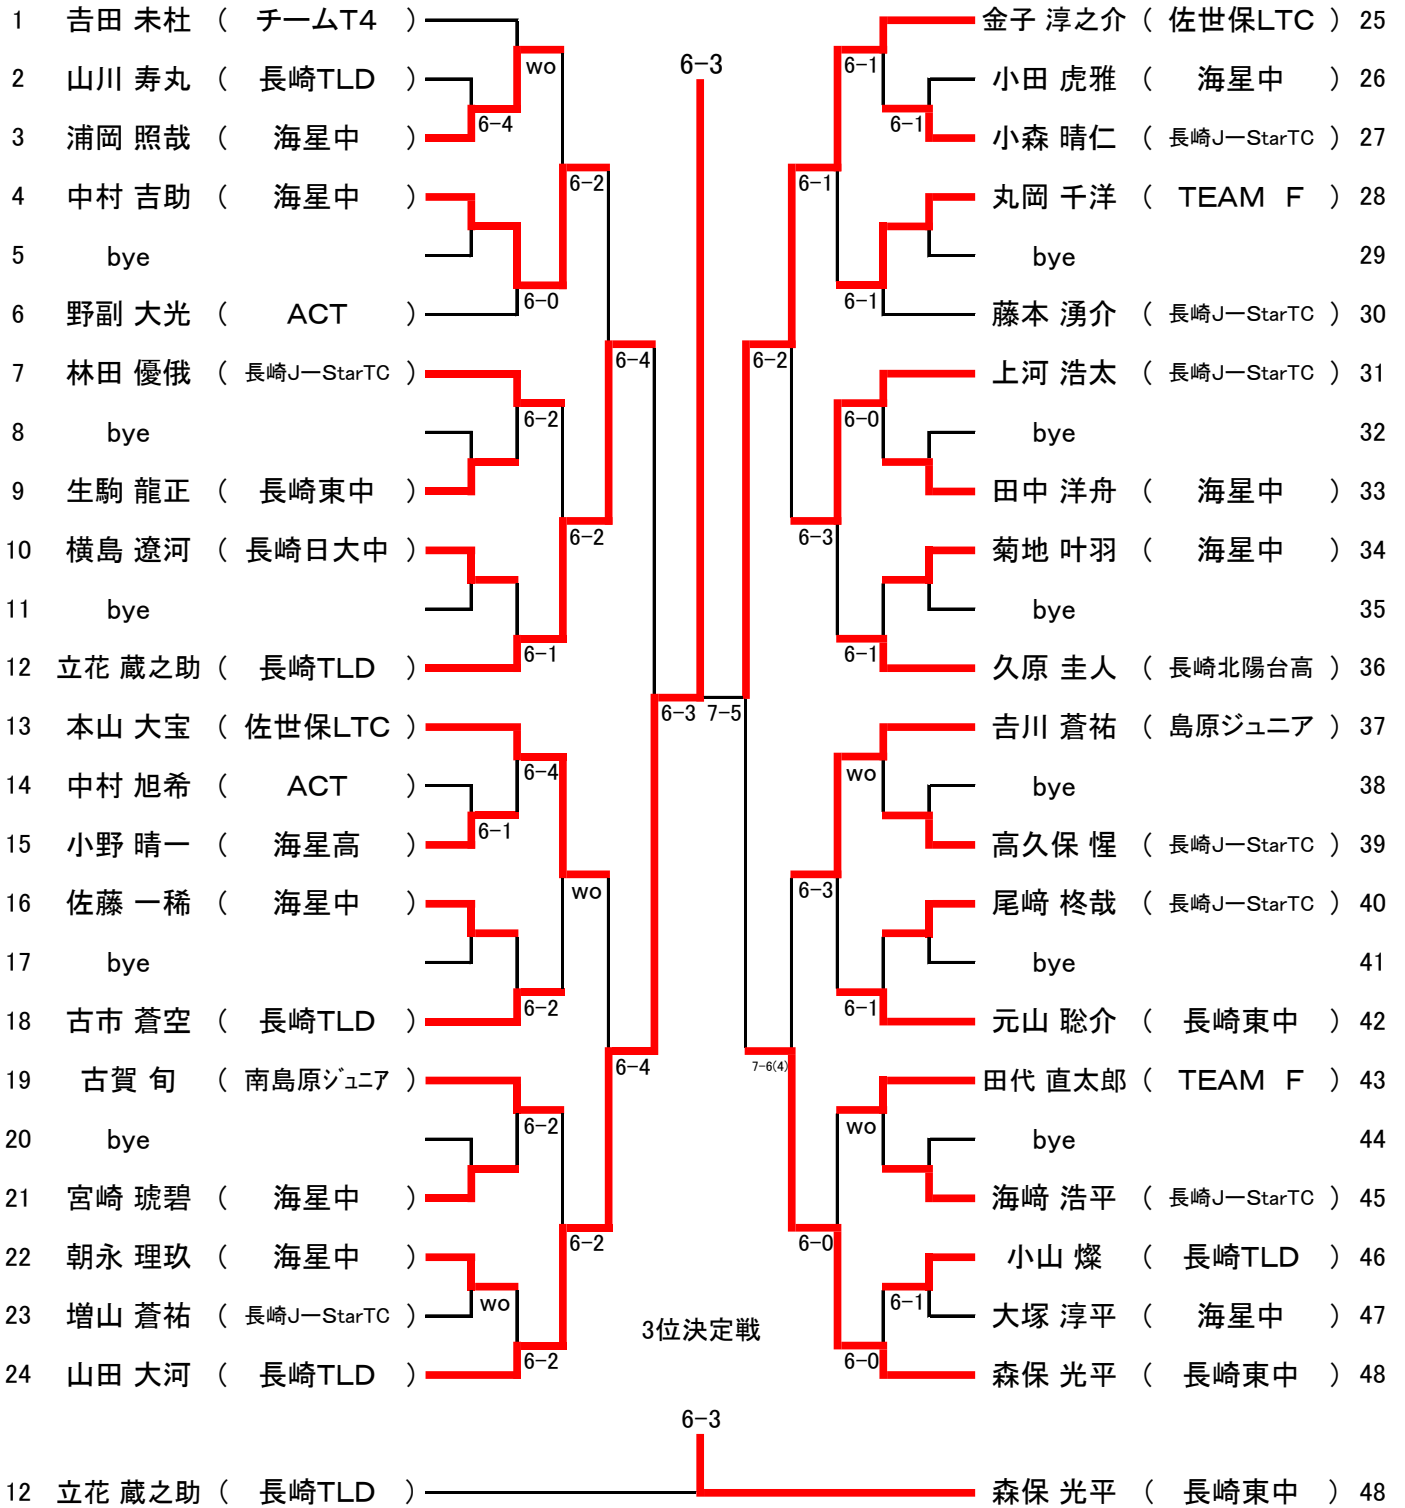 1 吉田 未杜 ( チームT4 )
2 山川 寿丸 ( 長崎TLD )
3 浦岡 照哉 ( 海星中 )
4 中村 吉助 ( 海星中 )
5 bye
6 野副 大光 ( ACT )
7 林田 優俄 ( 長崎J−StarTC )
8 bye
9 生駒 龍正 ( 長崎東中 )
10 横島 遼河 ( 長崎日大中 )
11 bye
12 立花 蔵之助 ( 長崎TLD )
13 本山 大宝 ( 佐世保LTC )
14 中村 旭希 ( ACT )
15 小野 晴一 ( 海星高 )
16 佐藤 一稀 ( 海星中 )
17 bye
18 古市 蒼空 ( 長崎TLD )
19 古賀 旬 ( 南島原ジュニア )
20 bye
21 宮崎 琥碧 ( 海星中 )
22 朝永 理玖 ( 海星中 )
23 増山 蒼祐 ( 長崎J−StarTC )
24 山田 大河 ( 長崎TLD )
wo
6-4
6-2
6-0
6-4
6-2
6-2
6-1
6-3
6-4
6-1
wo
6-2
6-4
6-2
6-2
wo
6-2
6-3
7-5
金子 淳之介 ( 佐世保LTC ) 25
小田 虎雅 ( 海星中 ) 26
小森 晴仁 ( 長崎J−StarTC ) 27
丸岡 千洋 ( TEAM F ) 28
bye 29
藤本 湧介 ( 長崎J−StarTC ) 30
上河 浩太 ( 長崎J−StarTC ) 31
bye 32
田中 洋舟 ( 海星中 ) 33
菊地 叶羽 ( 海星中 ) 34
bye 35
久原 圭人 ( 長崎北陽台高 ) 36
吉川 蒼祐 ( 島原ジュニア ) 37
bye 38
高久保 惺 ( 長崎J−StarTC ) 39
尾﨑 柊哉 ( 長崎J−StarTC ) 40
bye 41
元山 聡介 ( 長崎東中 ) 42
田代 直太郎 ( TEAM F ) 43
bye 44
海﨑 浩平 ( 長崎J−StarTC ) 45
小山 燦 ( 長崎TLD ) 46
大塚 淳平 ( 海星中 ) 47
森保 光平 ( 長崎東中 ) 48
6-1
6-1
6-1
6-1
6-2
6-0
6-3
6-1
wo
6-3
6-1
7-6(4)
wo
6-0
6-1
6-0
3位決定戦
6-3
12 立花 蔵之助 ( 長崎TLD )
森保 光平 ( 長崎東中 ) 48